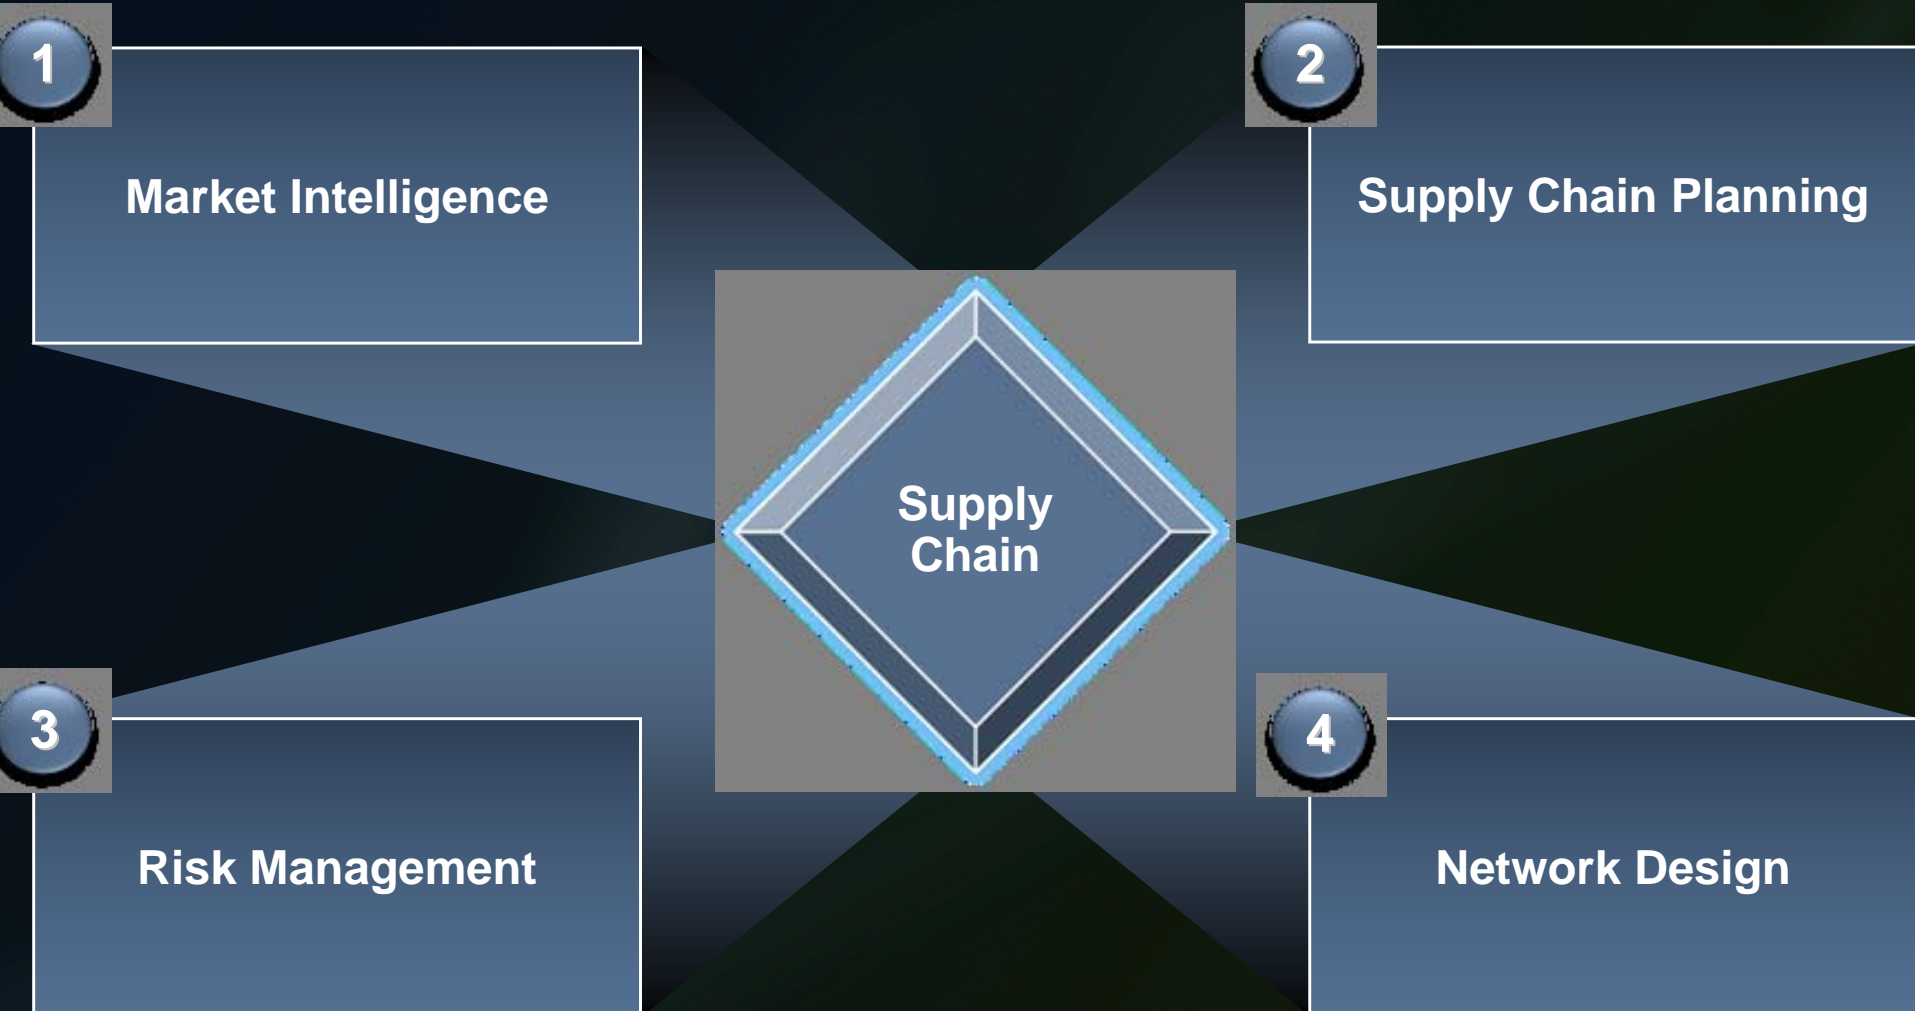 1
Market Intelligence
2
Supply Chain Planning
Supply
Chain
3
Risk Management
4
Network Design